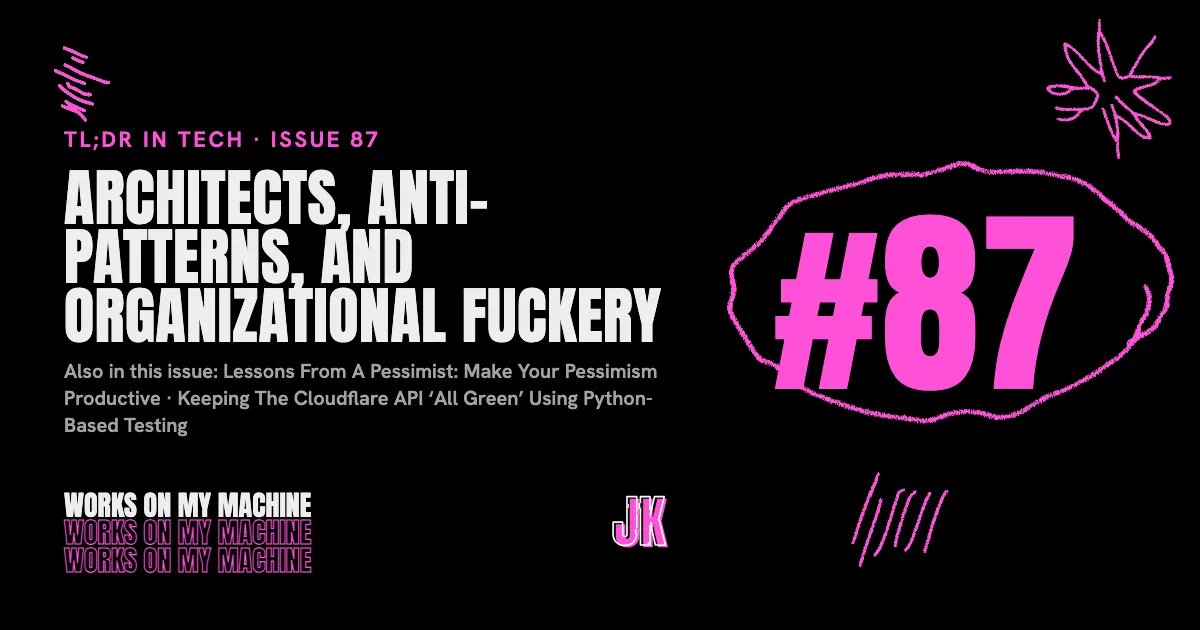 TL;DR IN TECH · ISSUE 87
ARCHITECTS, ANTI-
PATTERNS, AND
ORGANIZATIONAL FUCKERY
Also in this issue: Lessons From A Pessimist: Make Your Pessimism
Productive · Keeping The Cloudflare API ‘All Green’ Using Python-
Based Testing
#87
WORKS ON MY MACHINE
WORKS ON MY MACHINE
WORKS ON MY MACHINE
JK